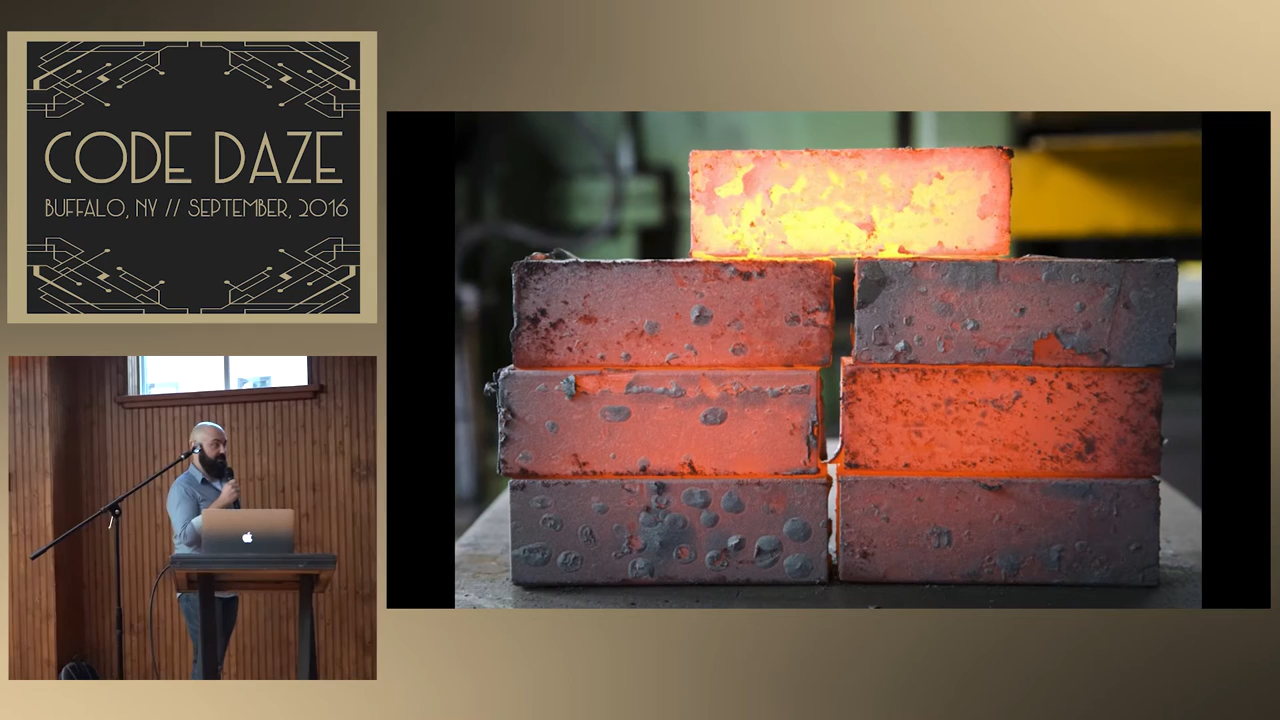 CODE DAZE
BUFFALO, NY // SEPTEMBER, 2016